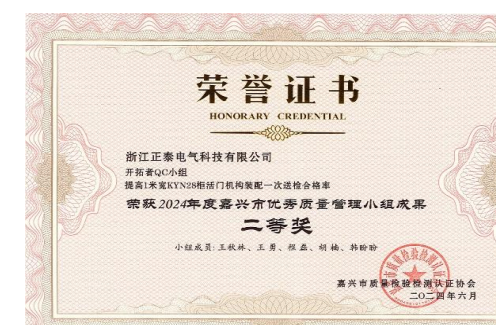 荣誉证书
HONORARY CREDENTIAL
浙江正泰电气科技有限公司
开拓者QC小组
提高1米宽KYN28柜活门机构装配一次送检合格率
荣获2024年度嘉兴市优秀质量管理小组成果
二等奖
小组成员:王秋林、王勇、程磊、胡楠、韩盼盼
嘉兴市质量检验检测认证协会
二〇二四年六月